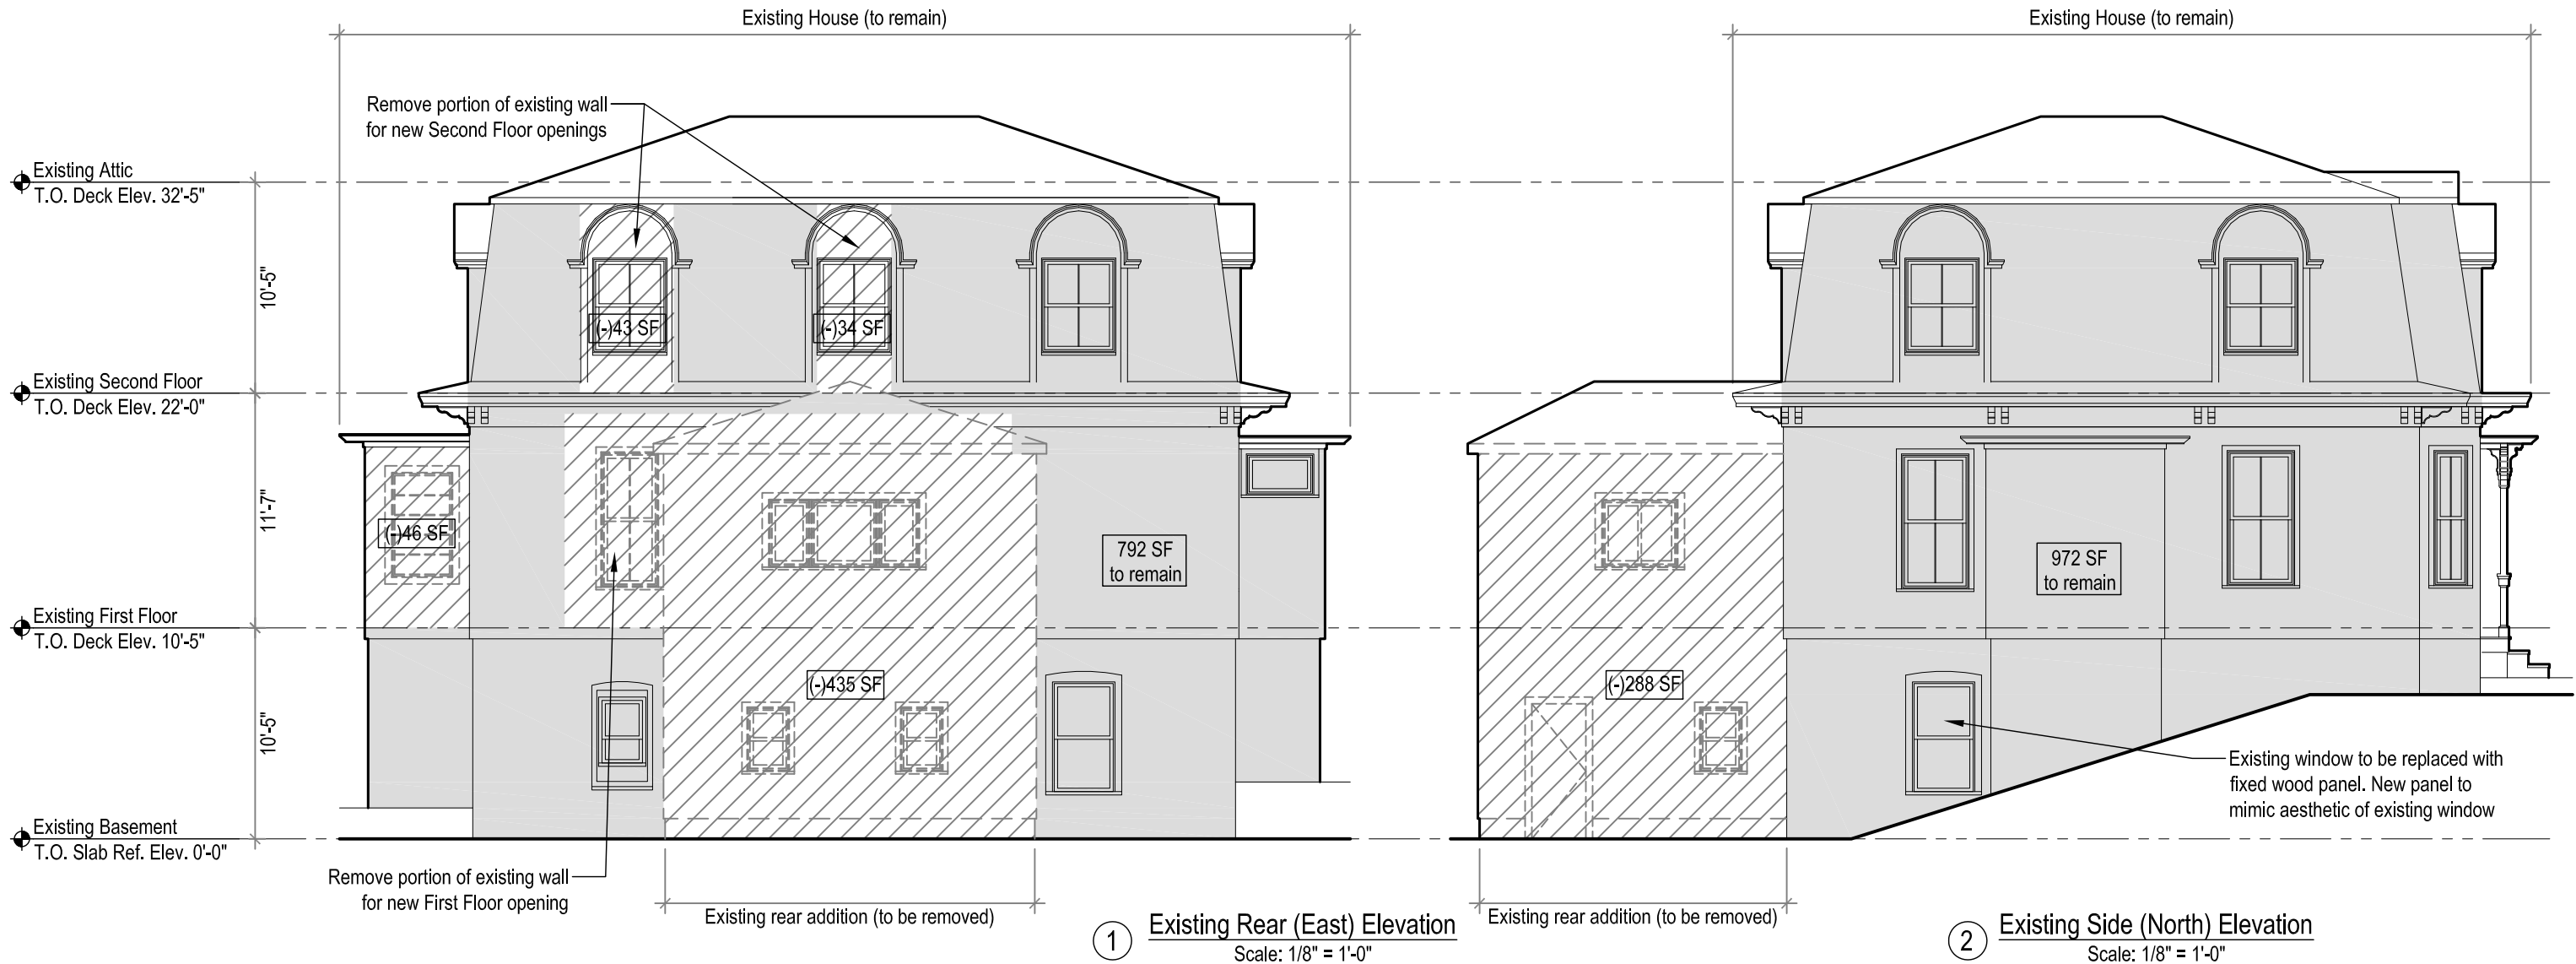 Existing House (to remain)
Existing House (to remain)
Remove portion of existing wall
for new Second Floor openings
Existing Attic
T.O. Deck Elev. 32'-5"
10'-5"
(-)43 SF
(-)34 SF
Existing Second Floor
T.O. Deck Elev. 22'-0"
11'-7"
(-)46 SF
792 SF
to remain
972 SF
to remain
Existing First Floor
T.O. Deck Elev. 10'-5"
(-)435 SF
(-)288 SF
10'-5"
Existing window to be replaced with
fixed wood panel. New panel to
mimic aesthetic of existing window
Existing Basement
T.O. Slab Ref. Elev. 0'-0"
Remove portion of existing wall
for new First Floor opening
Existing rear addition (to be removed)
1
Existing Rear (East) Elevation
Scale: 1/8" = 1'-0"
Existing rear addition (to be removed)
2
Existing Side (North) Elevation
Scale: 1/8" = 1'-0"